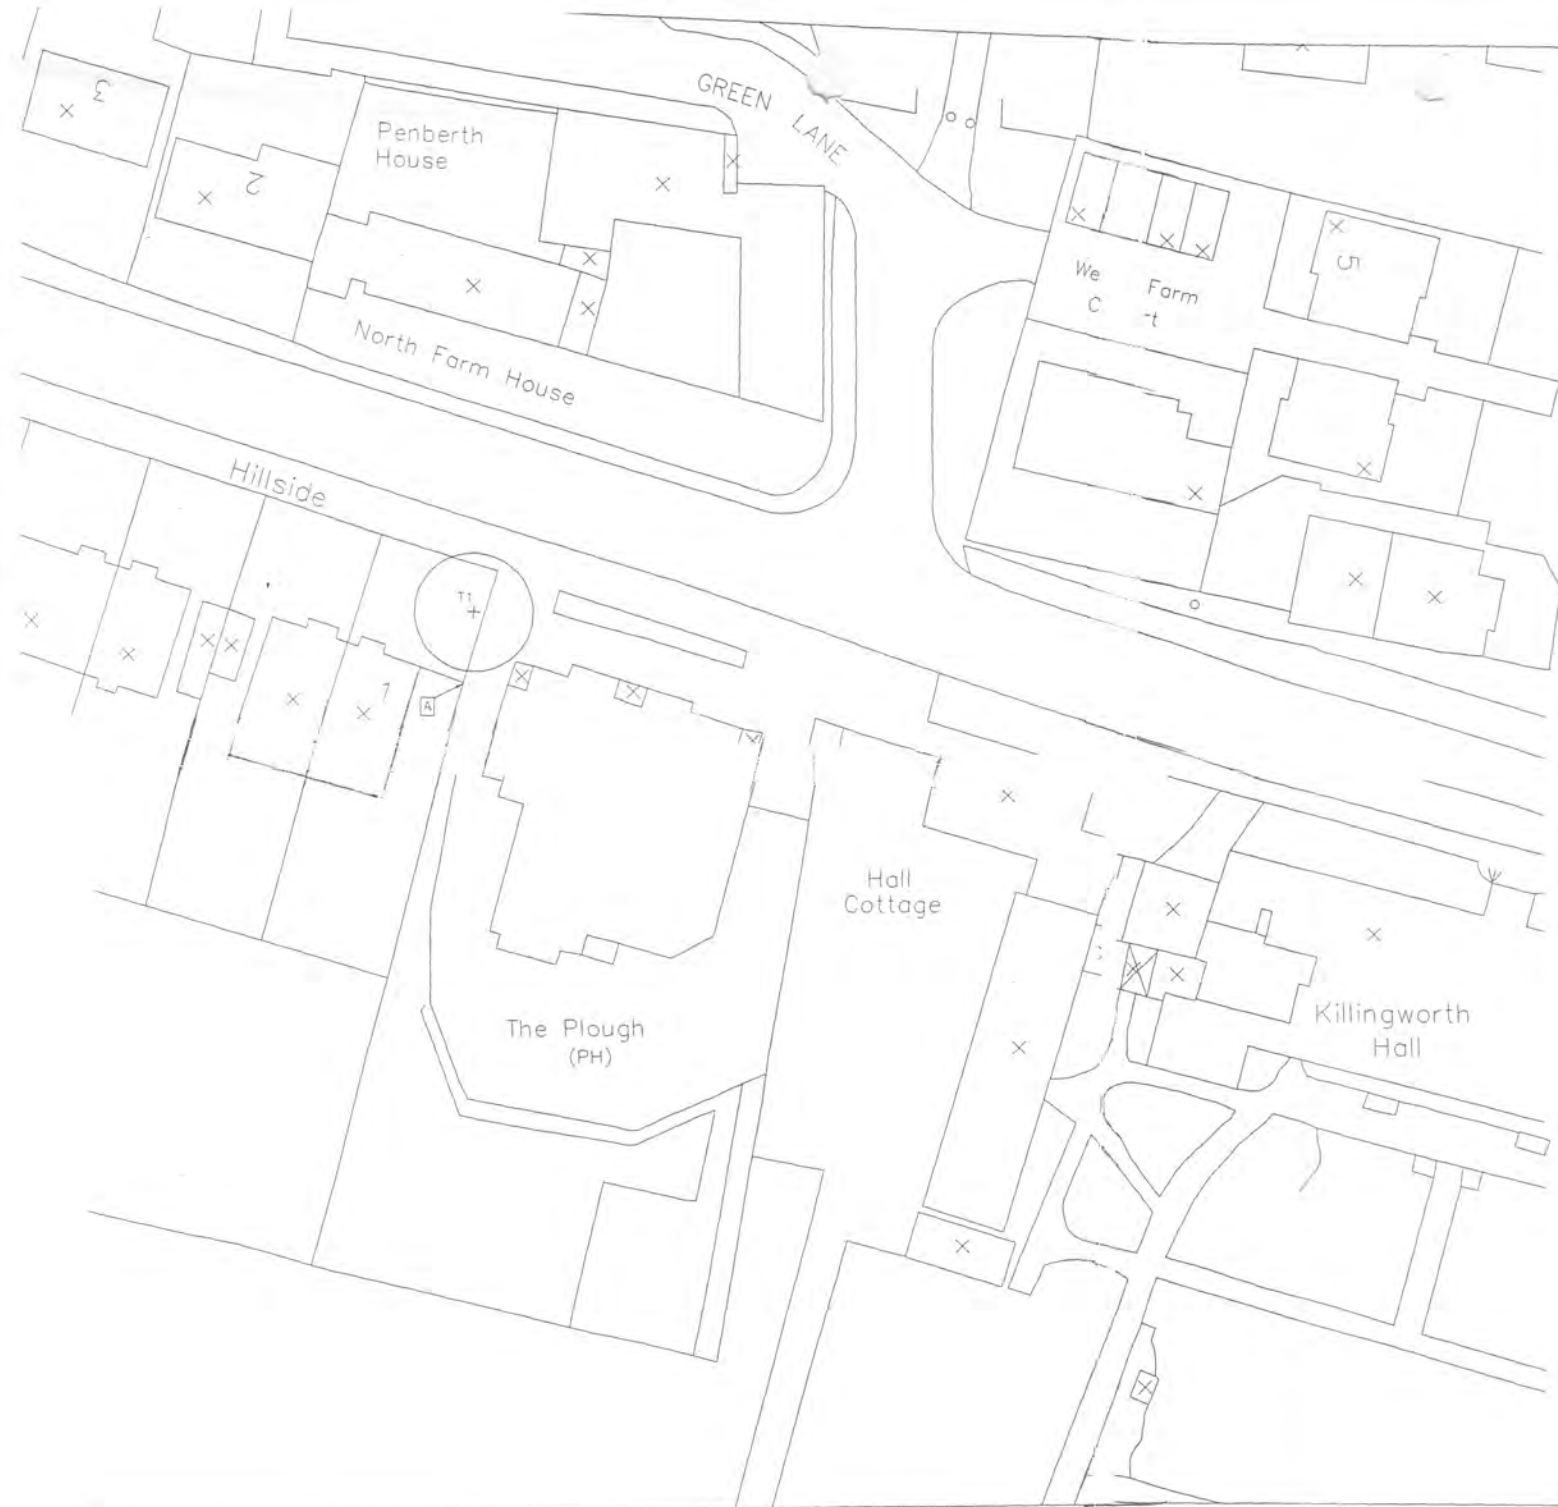 3
2
Penberth
House
GREEN
LANE
5
We Farm
C -t
North Farm House
Hillside
T1
1
A
Hall
Cottage
The Plough
(PH)
Killingworth
Hall